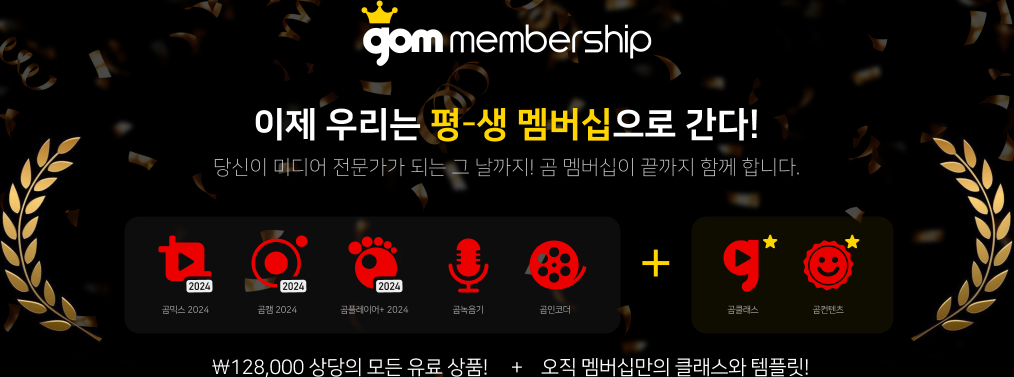 gom membership
이제 우리는 평-생 멤버십으로 간다!
당신이 미디어 전문가가 되는 그 날까지! 곰 멤버십이 끝까지 함께 합니다.
2024 2024 2024
곰믹스 2024 곰캠 2024 곰플레이어+ 2024 곰녹음기 곰인코더 + 곰클래스 곰컨텐츠
₩128,000 상당의 모든 유료 상품! + 오직 멤버십만의 클래스와 템플릿!